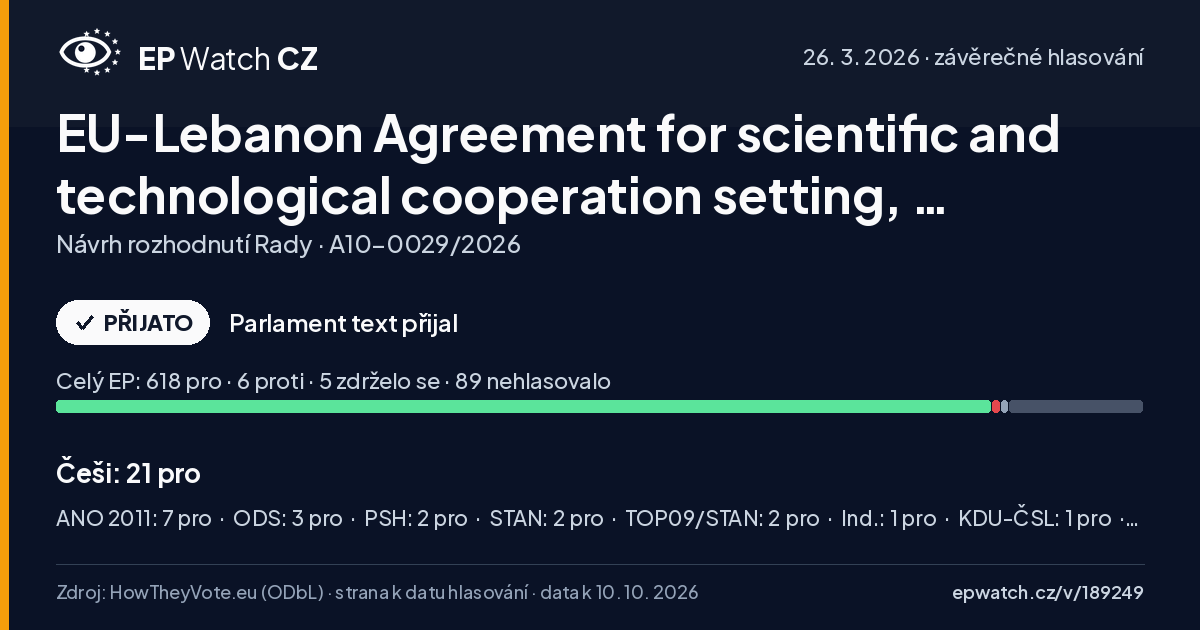 EP Watch CZ
26. 3. 2026 · závěrečné hlasování
EU-Lebanon Agreement for scientific and
technological cooperation setting, …
Návrh rozhodnutí Rady · A10-0029/2026
✓ PŘIJATO
Parlament text přijal
Celý EP: 618 pro · 6 proti · 5 zdrželo se · 89 nehlasovalo
Češi: 21 pro
ANO 2011: 7 pro · ODS: 3 pro · PSH: 2 pro · STAN: 2 pro · TOP09/STAN: 2 pro · Ind.: 1 pro · KDU-ČSL: 1 pro ·…
Zdroj: HowTheyVote.eu (ODbL) · strana k datu hlasování · data k 10. 10. 2026
epwatch.cz/v/189249